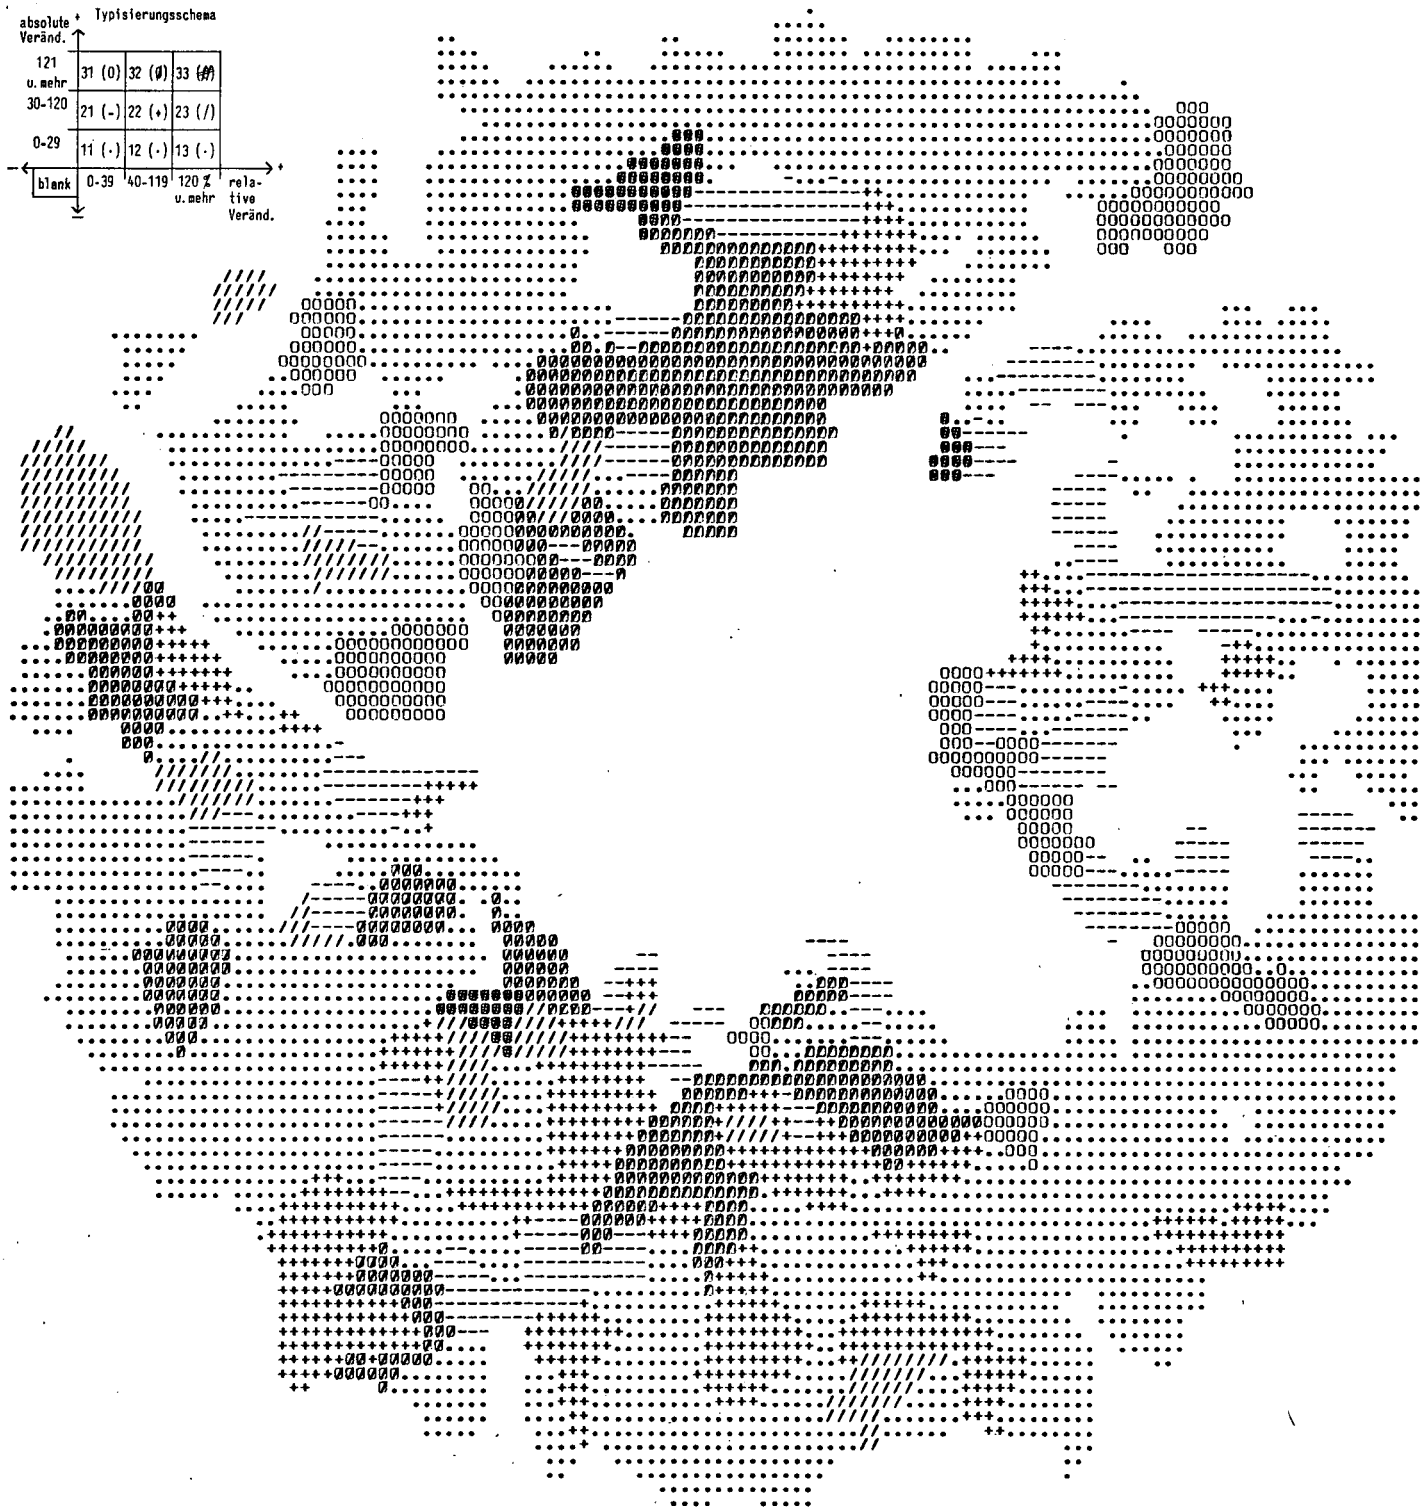 + Typisierungsschema
absolute
Veränd.
121
u. mehr
31 (0) 32 (Ø) 33
30-120
21 (-) 22 (+) 23 (/)
0-29
11 (.) 12 (.) 13 (.)
- +
blank 0-39 40-119 120 % rela-
u. mehr tive
Veränd.
-